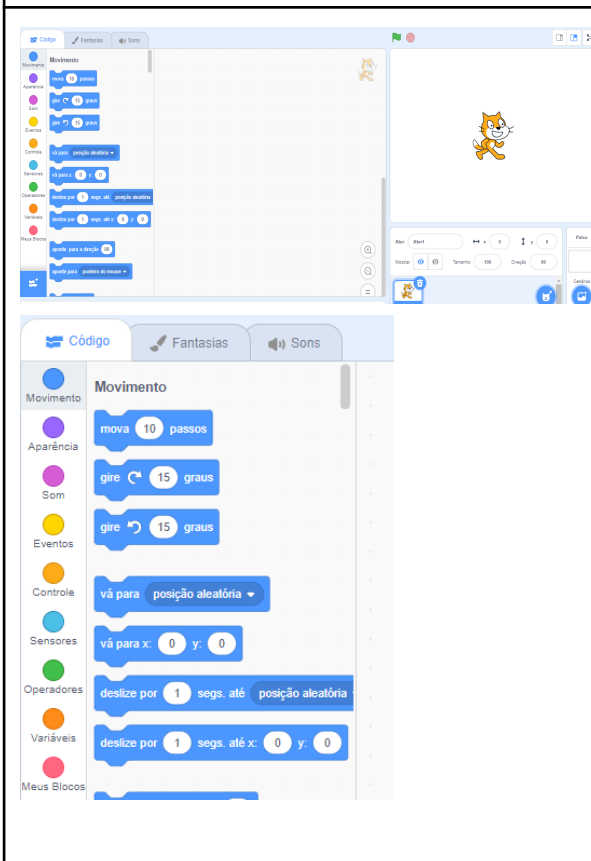 Código Fantasias Sons
Movimento
Movimento
mova 10 passos
Aparência
gire 15 graus
Som
gire 15 graus
Eventos
Controle
vá para posição aleatória
Sensores
vá para x: 0 y: 0
Operadores
deslize por 1 segs. até posição aleatória
Variáveis
deslize por 1 segs. até x: 0 y: 0
Meus Blocos
aponte para a direção 90
aponte para ponteiro do mouse
Ator Ator1 x 0 y 0
Mostrar Tamanho 100 Direção 90
Palco
Cenários
Código Fantasias Sons
Movimento
Movimento
mova 10 passos
Aparência
gire 15 graus
Som
gire 15 graus
Eventos
Controle
vá para posição aleatória
Sensores
vá para x: 0 y: 0
Operadores
deslize por 1 segs. até posição aleatória
Variáveis
deslize por 1 segs. até x: 0 y: 0
Meus Blocos